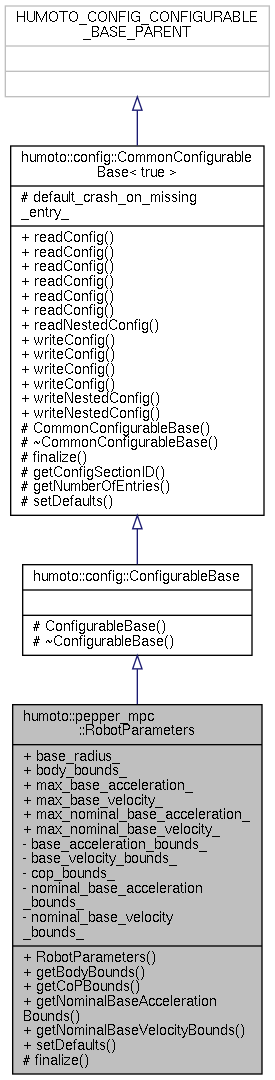 HUMOTO_CONFIG_CONFIGURABLE
_BASE_PARENT
humoto::config::CommonConfigurable
Base< true >
# default_crash_on_missing
_entry_
+ readConfig()
+ readConfig()
+ readConfig()
+ readConfig()
+ readConfig()
+ readConfig()
+ readNestedConfig()
+ writeConfig()
+ writeConfig()
+ writeConfig()
+ writeConfig()
+ writeNestedConfig()
+ writeNestedConfig()
# CommonConfigurableBase()
# ~CommonConfigurableBase()
# finalize()
# getConfigSectionID()
# getNumberOfEntries()
# setDefaults()
humoto::config::ConfigurableBase
# ConfigurableBase()
# ~ConfigurableBase()
humoto::pepper_mpc
::RobotParameters
+ base_radius_
+ body_bounds_
+ max_base_acceleration_
+ max_base_velocity_
+ max_nominal_base_acceleration_
+ max_nominal_base_velocity_
- base_acceleration_bounds_
- base_velocity_bounds_
- cop_bounds_
- nominal_base_acceleration
_bounds_
- nominal_base_velocity
_bounds_
+ RobotParameters()
+ getBodyBounds()
+ getCoPBounds()
+ getNominalBaseAcceleration
Bounds()
+ getNominalBaseVelocityBounds()
+ setDefaults()
# finalize()